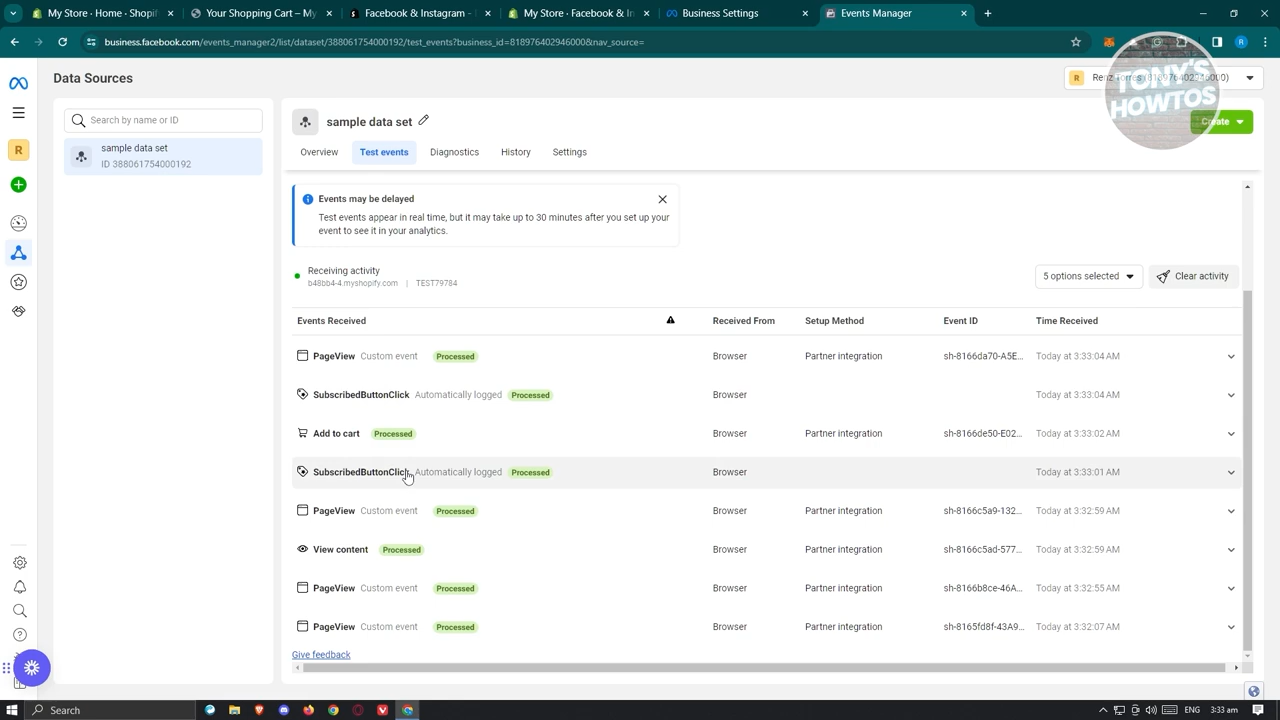 My Store · Home · Shopif
Your Shopping Cart – My
Facebook & Instagram -
My Store · Facebook & In
Business Settings
Events Manager
business.facebook.com/events_manager2/list/dataset/388061754000192/test_events?business_id=818976402946000&nav_source=
R
Data Sources
R
TONY'S
HOWTOS
Search by name or ID
sample data set
Create
R
sample data set
ID 388061754000192
Overview
Test events
Diagnostics
History
Settings
Events may be delayed
Test events appear in real time, but it may take up to 30 minutes after you set up your
event to see it in your analytics.
Receiving activity
b48bb4-4.myshopify.com | TEST79784
5 options selected
Clear activity
Events Received
Received From
Setup Method
Event ID
Time Received
PageView Custom event Processed Browser Partner integration sh-8166da70-A5E... Today at 3:33:04 AM
SubscribedButtonClick Automatically logged Processed Browser Today at 3:33:04 AM
Add to cart Processed Browser Partner integration sh-8166de50-E02... Today at 3:33:02 AM
SubscribedButtonClick Automatically logged Processed Browser Today at 3:33:01 AM
PageView Custom event Processed Browser Partner integration sh-8166c5a9-132... Today at 3:32:59 AM
View content Processed Browser Partner integration sh-8166c5ad-577... Today at 3:32:59 AM
PageView Custom event Processed Browser Partner integration sh-8166b8ce-46A... Today at 3:32:55 AM
PageView Custom event Processed Browser Partner integration sh-8165fd8f-43A9... Today at 3:32:07 AM
Give feedback
Search
ENG
3:33 am